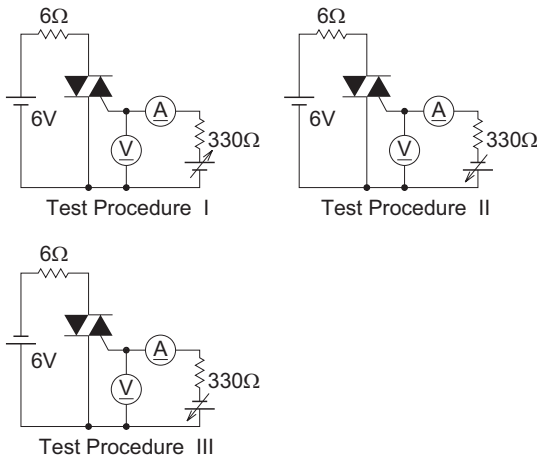 6Ω
6V
A
V
330Ω
Test Procedure I
6Ω
6V
A
V
330Ω
Test Procedure II
6Ω
6V
A
V
330Ω
Test Procedure III